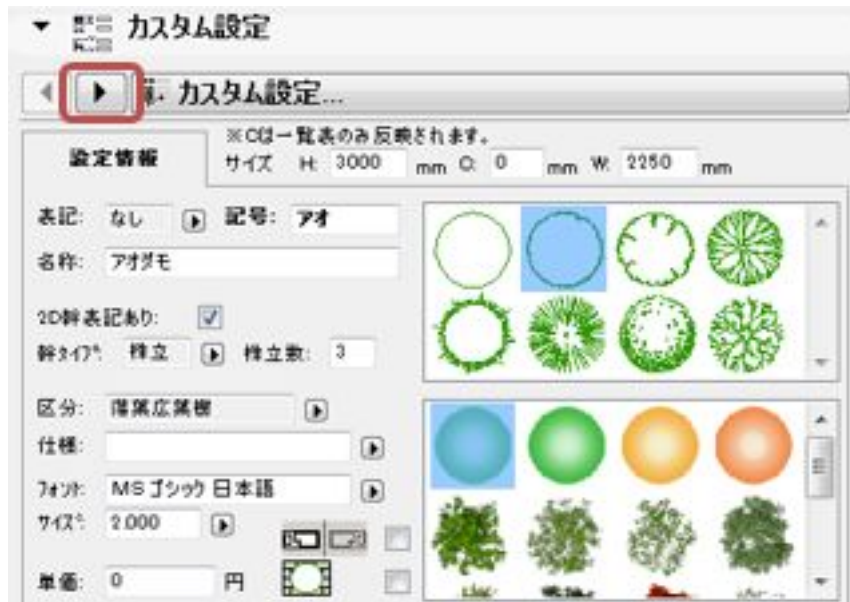 カスタム設定
カスタム設定...
※Cは一覧表のみ反映されます。
設定情報
サイズ H: 3000 mm C: 0 mm W: 2250 mm
表記: なし 記号: アオ
名称: アオダモ
2D幹表記あり:
幹タイプ: 株立 株立数: 3
区分: 落葉広葉樹
仕様:
フォント: MS ゴシック 日本語
サイズ: 2.000
単価: 0 円